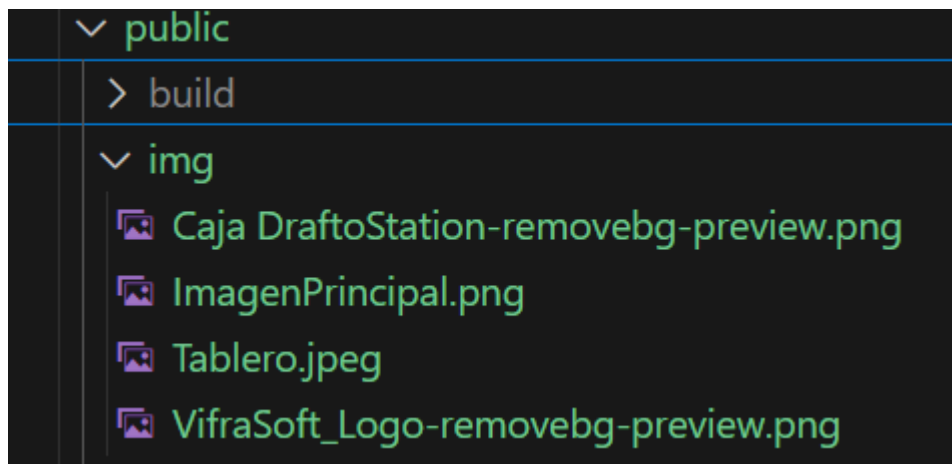 public
build
img
Caja DraftoStation-removebg-preview.png
ImagenPrincipal.png
Tablero.jpeg
VifraSoft_Logo-removebg-preview.png